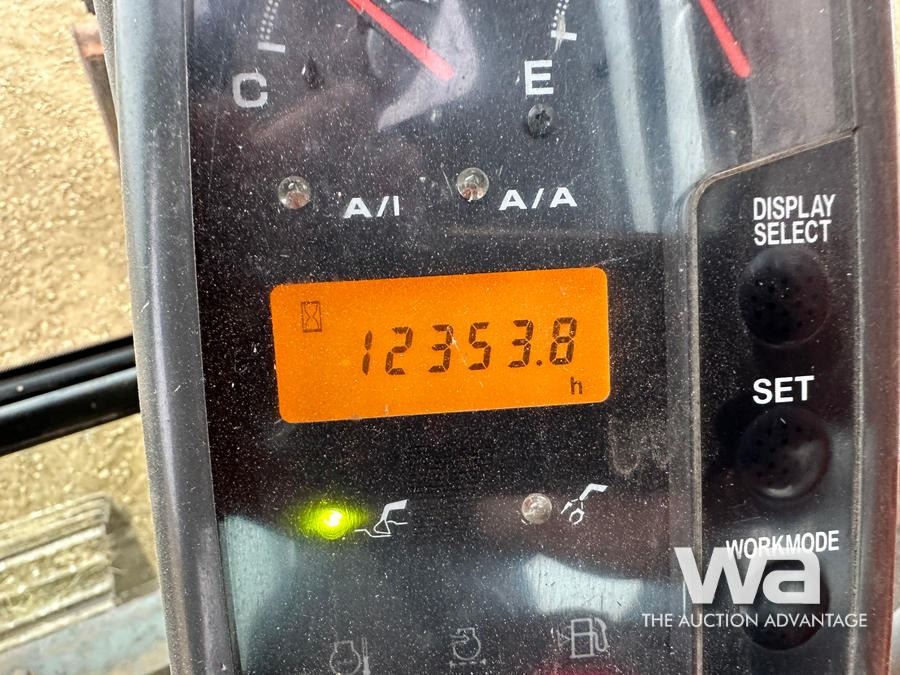 C
E
A/I
A/A
DISPLAY
SELECT
12353.8
h
SET
WORKMODE
wa
THE AUCTION ADVANTAGE